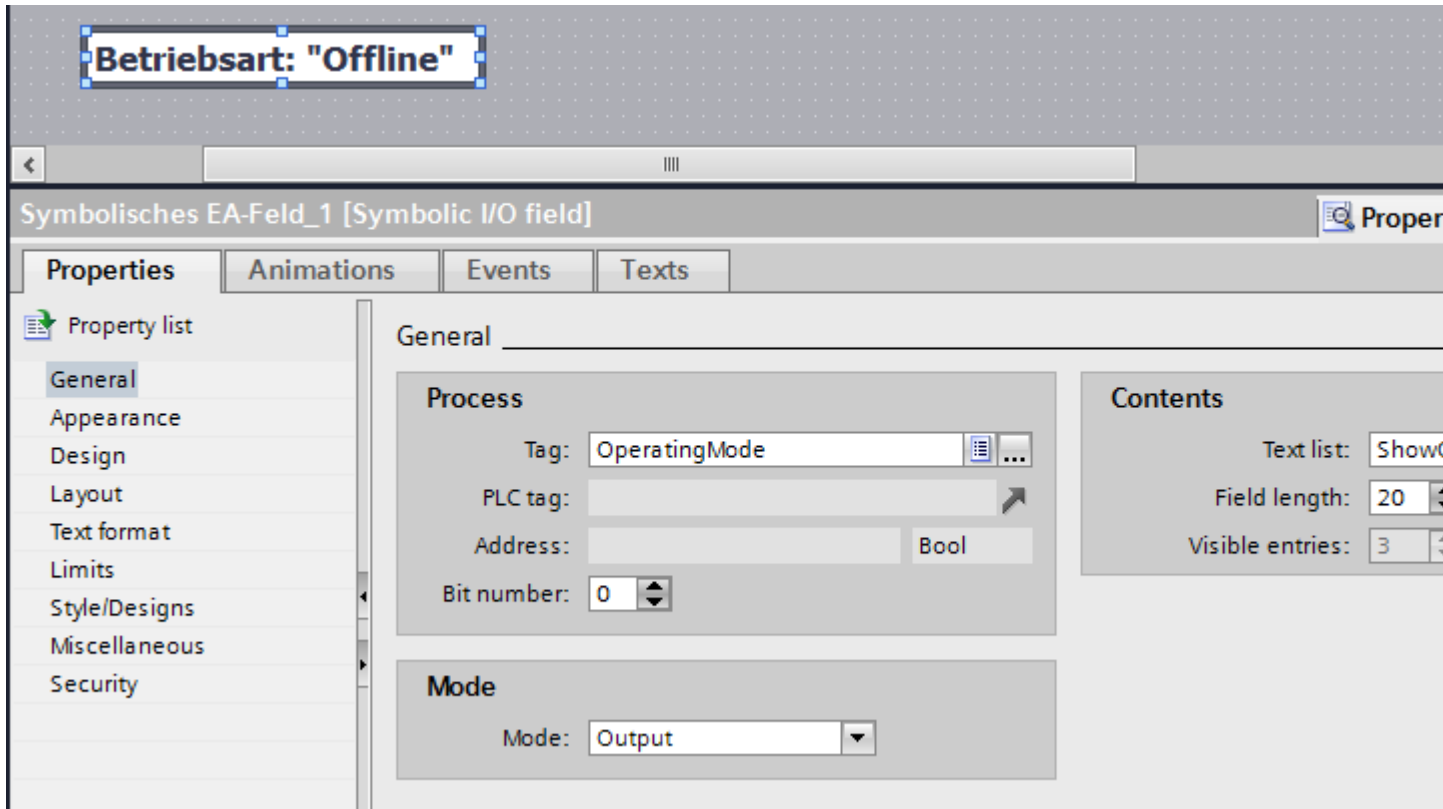 Betriebsart: "Offline"
Symbolisches EA-Feld_1 [Symbolic I/O field]
Properties Animations Events Texts
Property list
General
Appearance
Design
Layout
Text format
Limits
Style/Designs
Miscellaneous
Security
General
Process
Tag: OperatingMode ...
PLC tag:
Address: Bool
Bit number: 0
Mode
Mode: Output
Contents
Text list:
Field length: 20
Visible entries: 3